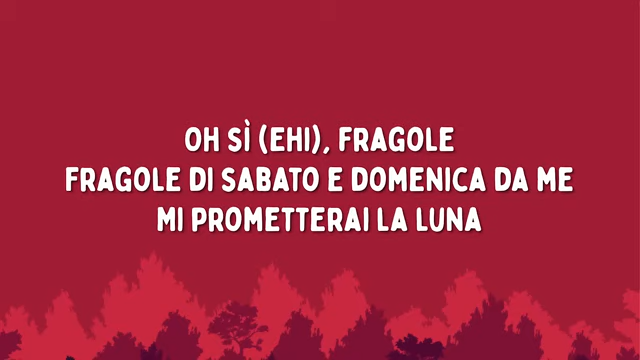 OH SÌ (EHI), FRAGOLE
FRAGOLE DI SABATO E DOMENICA DA ME
MI PROMETTERAI LA LUNA